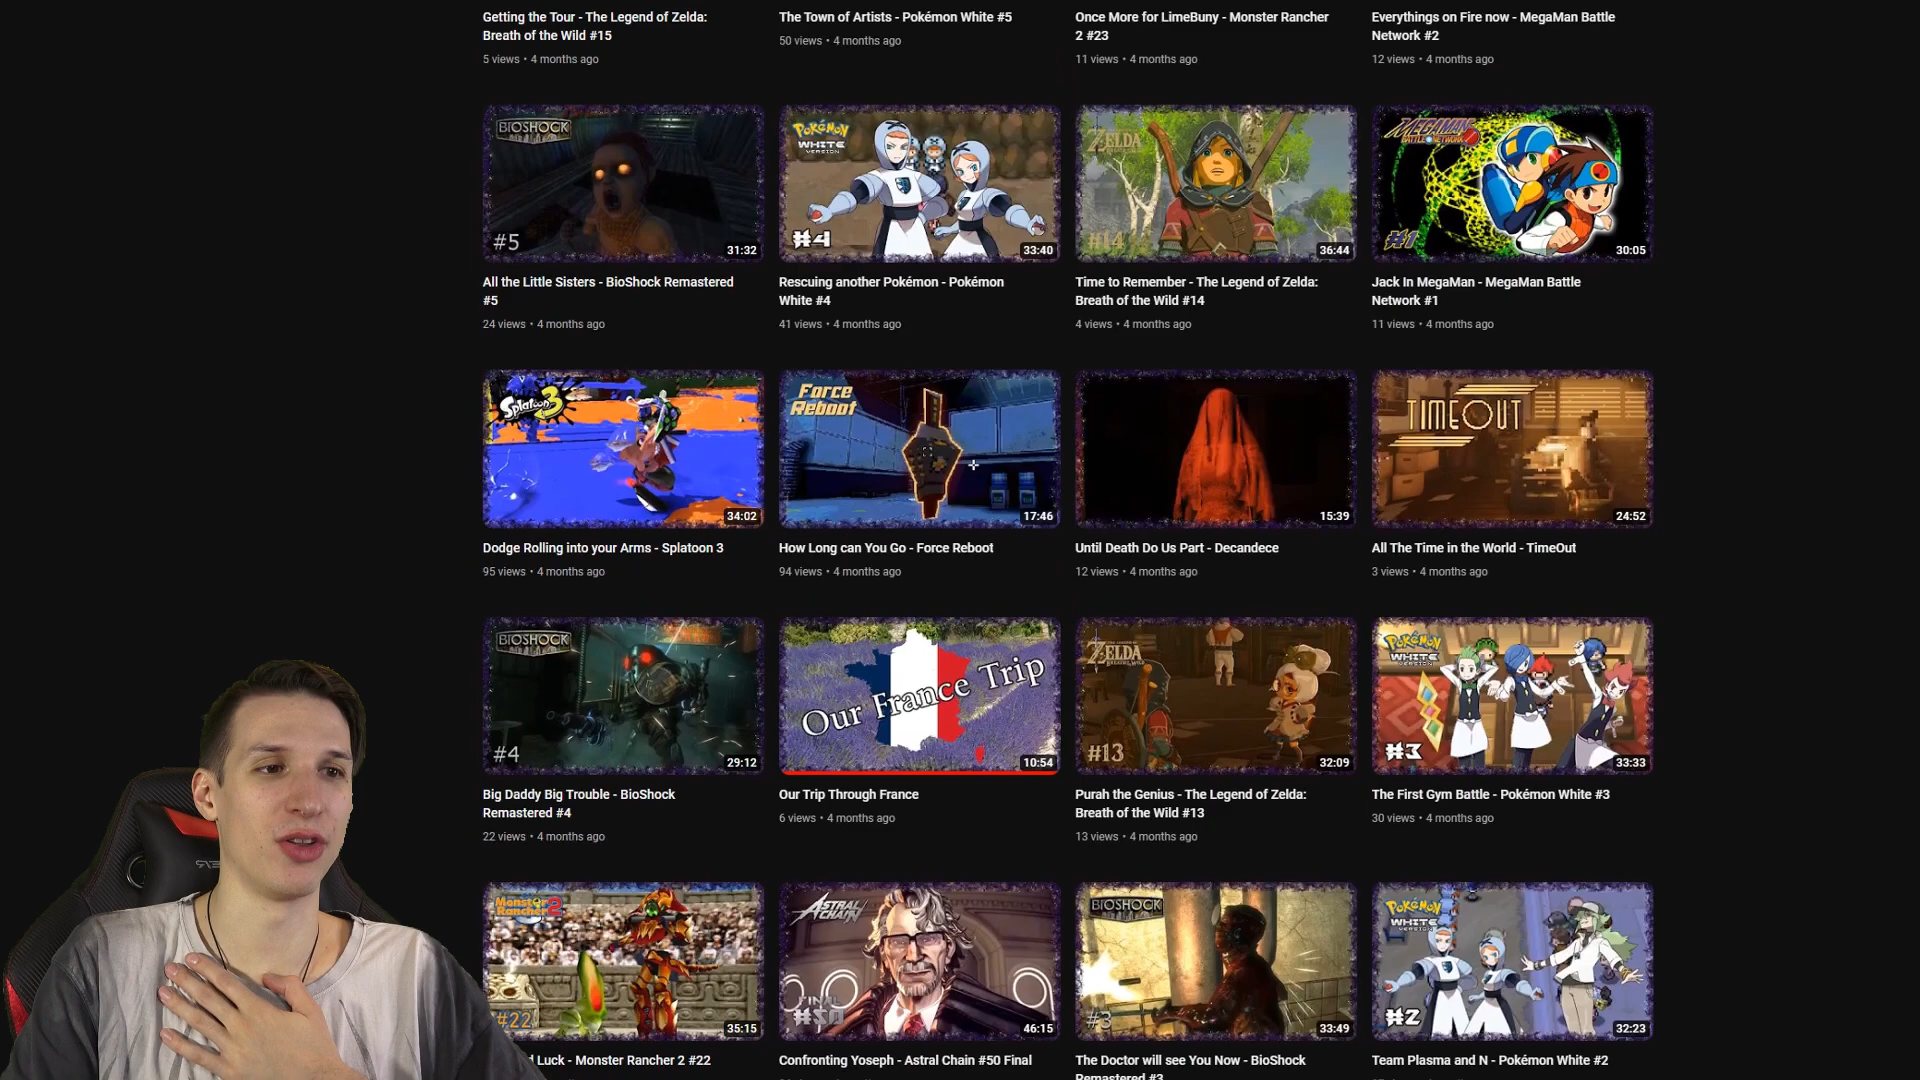 Getting the Tour - The Legend of Zelda:
Breath of the Wild #15
5 views • 4 months ago
The Town of Artists - Pokémon White #5
50 views • 4 months ago
Once More for LimeBuny - Monster Rancher
2 #23
11 views • 4 months ago
Everythings on Fire now - MegaMan Battle
Network #2
12 views • 4 months ago
BIOSHOCK
#5
31:32
POKéMON
WHITE
VERSION
#4
33:40
ZELDA
#14
36:44
MEGAMAN
BATTLE NETWORK
#1
30:05
All the Little Sisters - BioShock Remastered
#5
24 views • 4 months ago
Rescuing another Pokémon - Pokémon
White #4
41 views • 4 months ago
Time to Remember - The Legend of Zelda:
Breath of the Wild #14
4 views • 4 months ago
Jack In MegaMan - MegaMan Battle
Network #1
11 views • 4 months ago
Splatoon 3
34:02
Force
Reboot
17:46
15:39
TIMEOUT
24:52
Dodge Rolling into your Arms - Splatoon 3
95 views • 4 months ago
How Long can You Go - Force Reboot
94 views • 4 months ago
Until Death Do Us Part - Decandece
12 views • 4 months ago
All The Time in the World - TimeOut
3 views • 4 months ago
BIOSHOCK
#4
29:12
Our France Trip
10:54
ZELDA
#13
32:09
POKéMON
WHITE
VERSION
#3
33:33
Big Daddy Big Trouble - BioShock
Remastered #4
22 views • 4 months ago
Our Trip Through France
6 views • 4 months ago
Purah the Genius - The Legend of Zelda:
Breath of the Wild #13
13 views • 4 months ago
The First Gym Battle - Pokémon White #3
30 views • 4 months ago
Monster
Rancher 2
#22
35:15
ASTRAL
CHAIN
FINAL
#50
46:15
BIOSHOCK
#3
33:49
POKéMON
WHITE
VERSION
#2
32:23
Luck - Monster Rancher 2 #22
Confronting Yoseph - Astral Chain #50 Final
The Doctor will see You Now - BioShock
Remastered #3
Team Plasma and N - Pokémon White #2